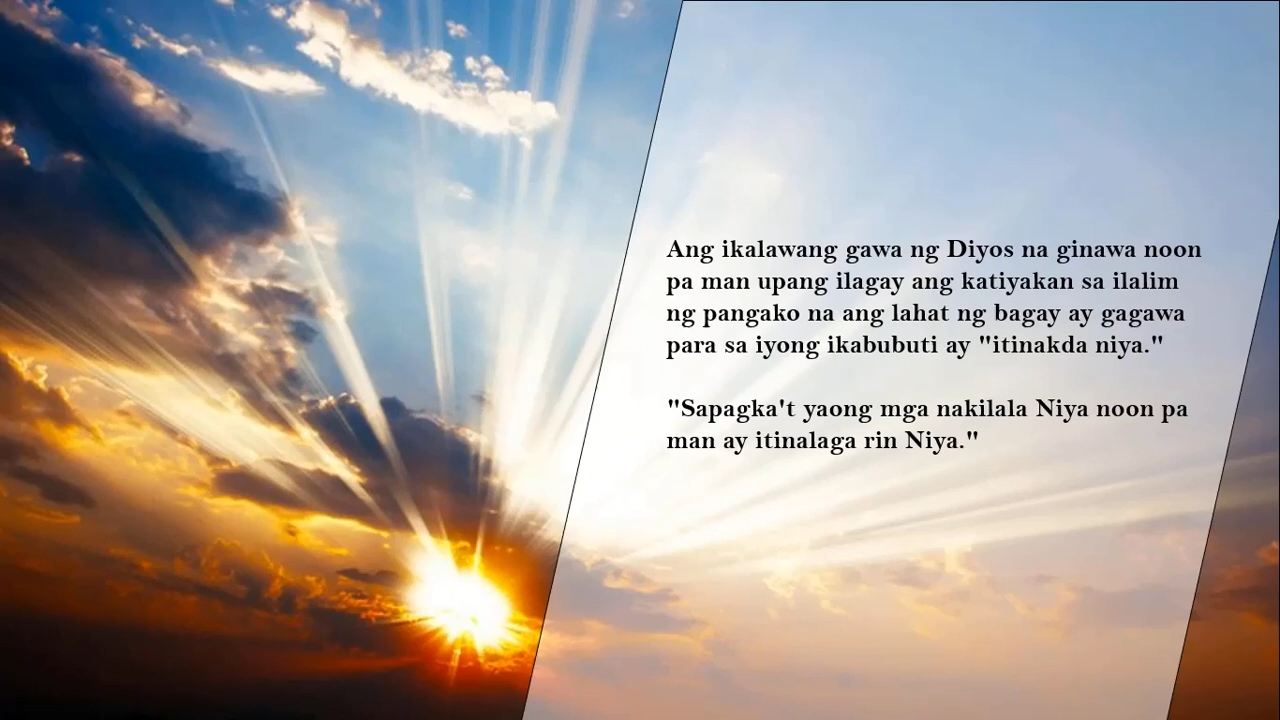 Ang ikalawang gawa ng Diyos na ginawa noon
pa man upang ilagay ang katiyakan sa ilalim
ng pangako na ang lahat ng bagay ay gagawa
para sa iyong ikabubuti ay "itinakda niya."
"Sapagka't yaong mga nakilala Niya noon pa
man ay itinalaga rin Niya."